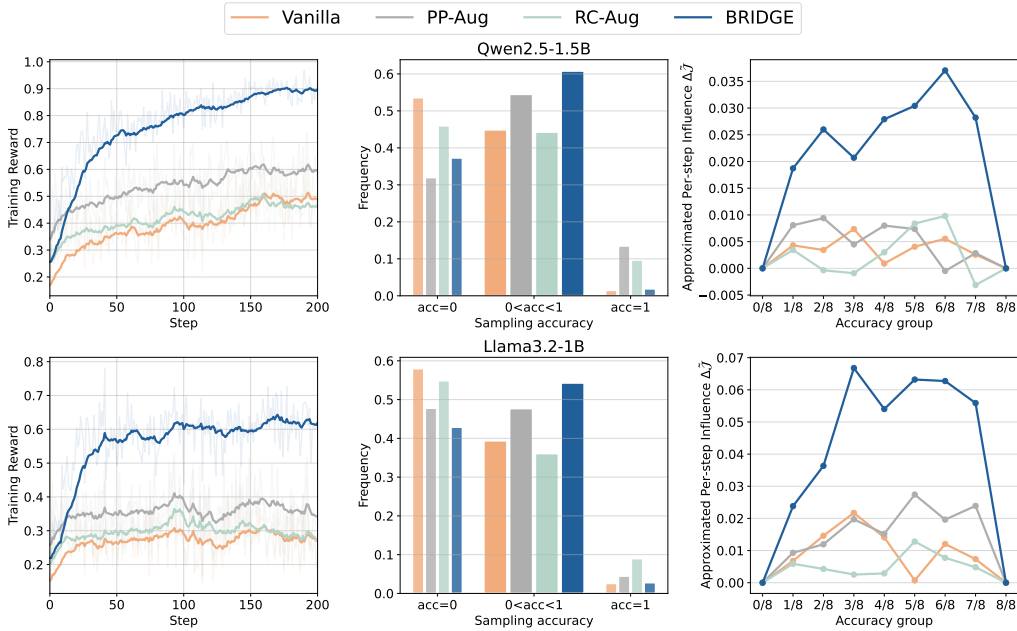 Vanilla PP-Aug RC-Aug BRIDGE
Qwen2.5-1.5B
Training Reward
1.0
0.9
0.8
0.7
0.6
0.5
0.4
0.3
0.2
0 50 100 150 200
Step
Frequency
0.6
0.5
0.4
0.3
0.2
0.1
0.0
acc=0 0<acc<1 acc=1
Sampling accuracy
Approximated Per-step Influence Δ𝒥̃
0.035
0.030
0.025
0.020
0.015
0.010
0.005
0.000
−0.005
0/8 1/8 2/8 3/8 4/8 5/8 6/8 7/8 8/8
Accuracy group
Llama3.2-1B
Training Reward
0.8
0.7
0.6
0.5
0.4
0.3
0.2
0 50 100 150 200
Step
Frequency
0.6
0.5
0.4
0.3
0.2
0.1
0.0
acc=0 0<acc<1 acc=1
Sampling accuracy
Approximated Per-step Influence Δ𝒥̃
0.07
0.06
0.05
0.04
0.03
0.02
0.01
0.00
0/8 1/8 2/8 3/8 4/8 5/8 6/8 7/8 8/8
Accuracy group